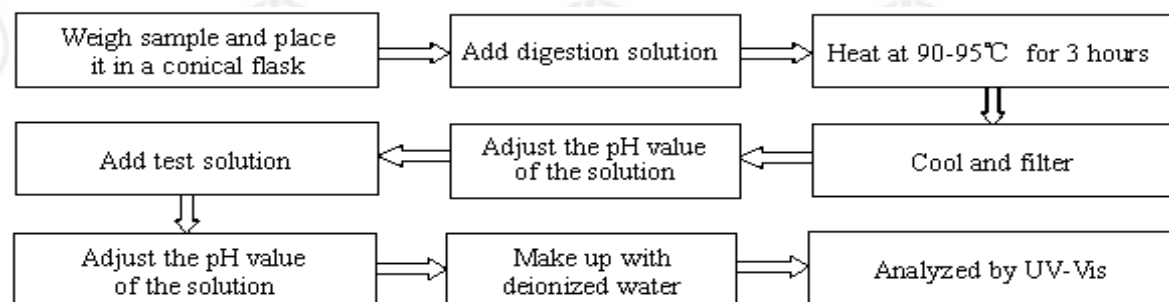 Weigh sample and place
it in a conical flask
Add digestion solution
Heat at 90-95℃ for 3 hours
Cool and filter
Adjust the pH value
of the solution
Add test solution
Adjust the pH value
of the solution
Make up with
deionized water
Analyzed by UV-Vis